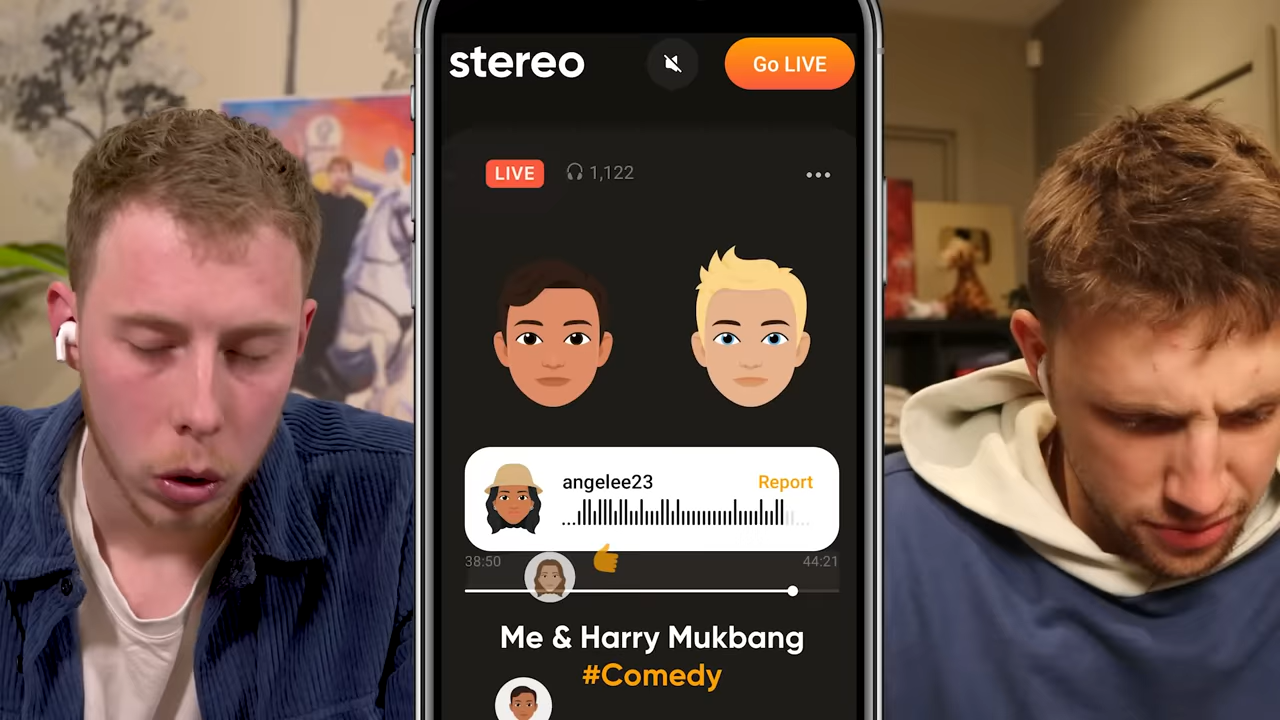 stereo
Go LIVE
LIVE
1,122
angelee23
Report
38:50
44:21
Me & Harry Mukbang
#Comedy